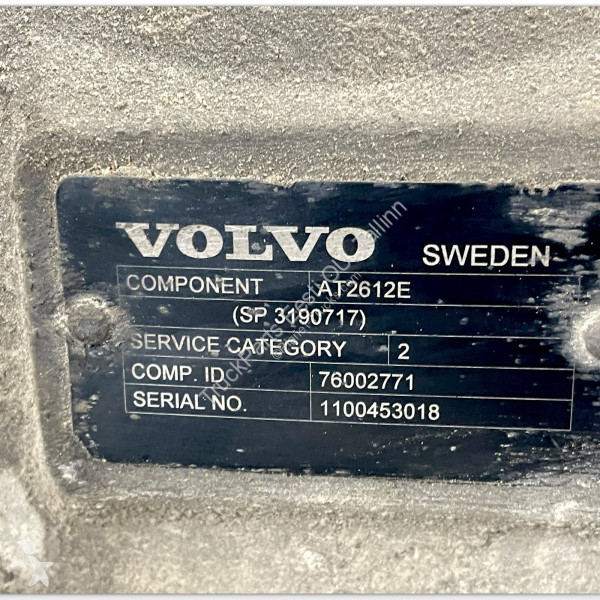 VOLVO SWEDEN
COMPONENT AT2612E
(SP 3190717)
SERVICE CATEGORY 2
COMP. ID 76002771
SERIAL NO. 1100453018